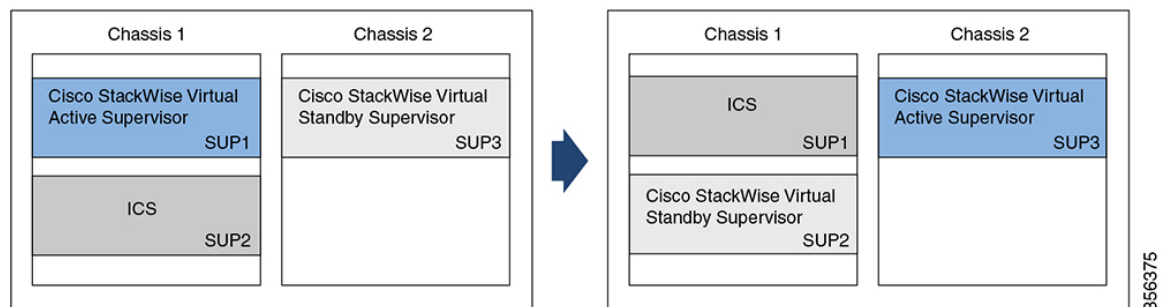 Chassis 1
Chassis 2
Cisco StackWise Virtual
Active Supervisor
SUP1
Cisco StackWise Virtual
Standby Supervisor
SUP3
ICS
SUP2
Chassis 1
Chassis 2
ICS
SUP1
Cisco StackWise Virtual
Active Supervisor
SUP3
Cisco StackWise Virtual
Standby Supervisor
SUP2
356375